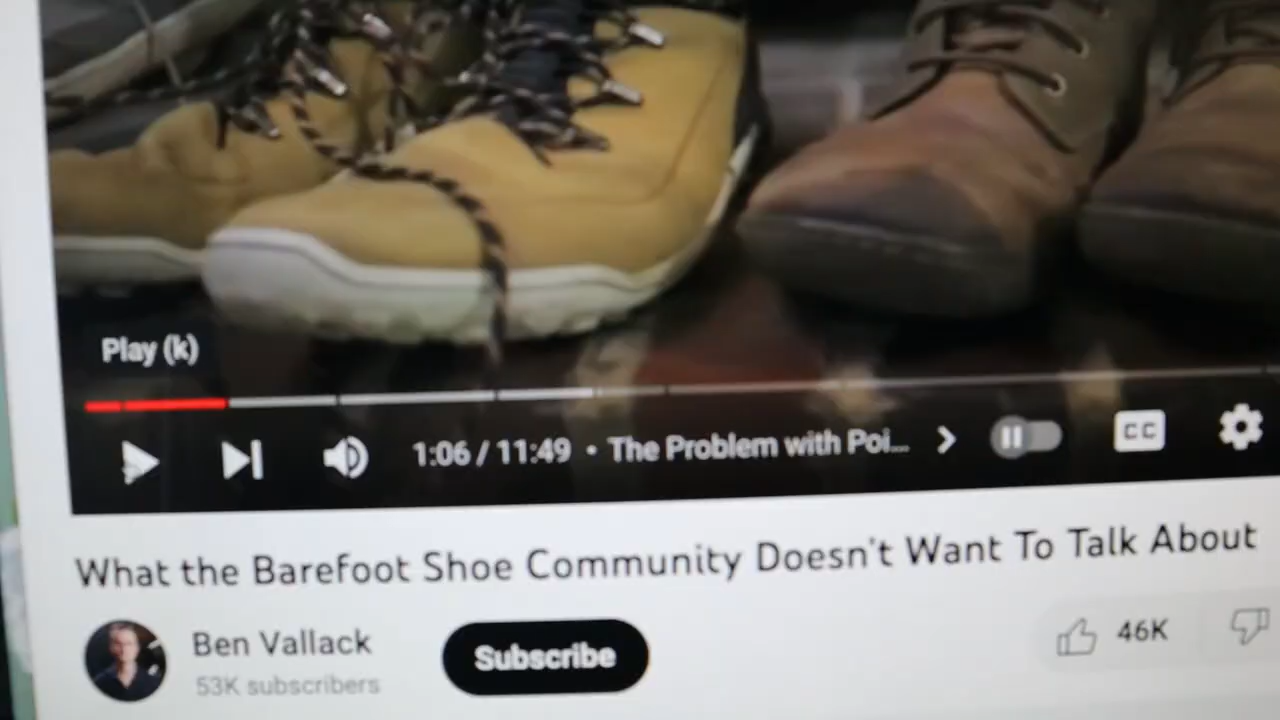 Play (k)
1:06 / 11:49 • The Problem with Poi...
CC
What the Barefoot Shoe Community Doesn't Want To Talk About
Ben Vallack
53K subscribers
Subscribe
46K